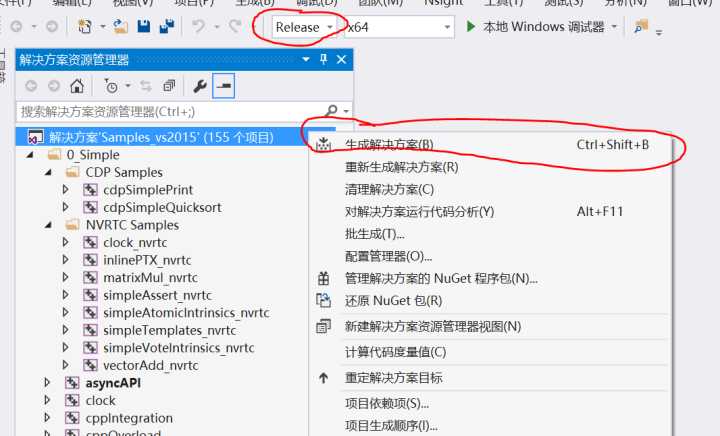 文件(F) 编辑(E) 视图(V) 项目(P) 生成(B) 调试(D) 团队(M) Nsight 工具(T) 测试(S) 分析(N) 窗口(W)
Release x64 本地 Windows 调试器
工具箱
解决方案资源管理器
搜索解决方案资源管理器(Ctrl+;)
解决方案'Samples_vs2015' (155 个项目)
0_Simple
CDP Samples
cdpSimplePrint
cdpSimpleQuicksort
NVRTC Samples
clock_nvrtc
inlinePTX_nvrtc
matrixMul_nvrtc
simpleAssert_nvrtc
simpleAtomicIntrinsics_nvrtc
simpleTemplates_nvrtc
simpleVoteIntrinsics_nvrtc
vectorAdd_nvrtc
asyncAPI
clock
cppIntegration
cppOverload
生成解决方案(B) Ctrl+Shift+B
重新生成解决方案(R)
清理解决方案(C)
对解决方案运行代码分析(Y) Alt+F11
批生成(T)...
配置管理器(O)...
管理解决方案的 NuGet 程序包(N)...
还原 NuGet 包(R)
新建解决方案资源管理器视图(N)
计算代码度量值(C)
重定解决方案目标
项目依赖项(S)...
项目生成顺序(I)...